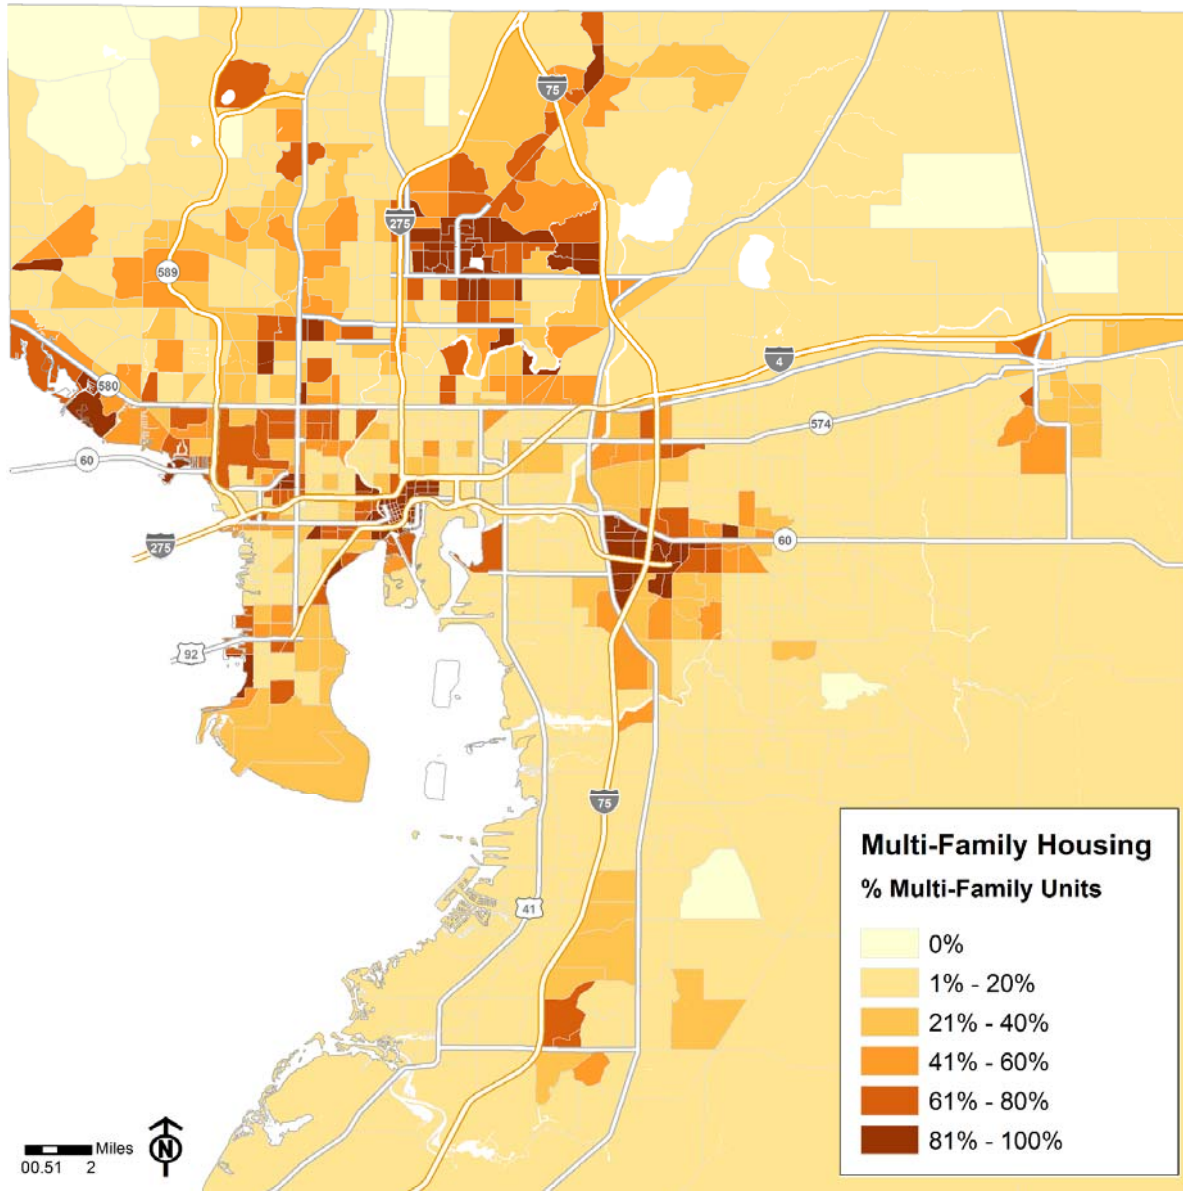 75
275
589
4
580
574
60
60
275
92
75
41
Multi-Family Housing
% Multi-Family Units
0%
1% - 20%
21% - 40%
41% - 60%
61% - 80%
81% - 100%
Miles
00.51 2
N